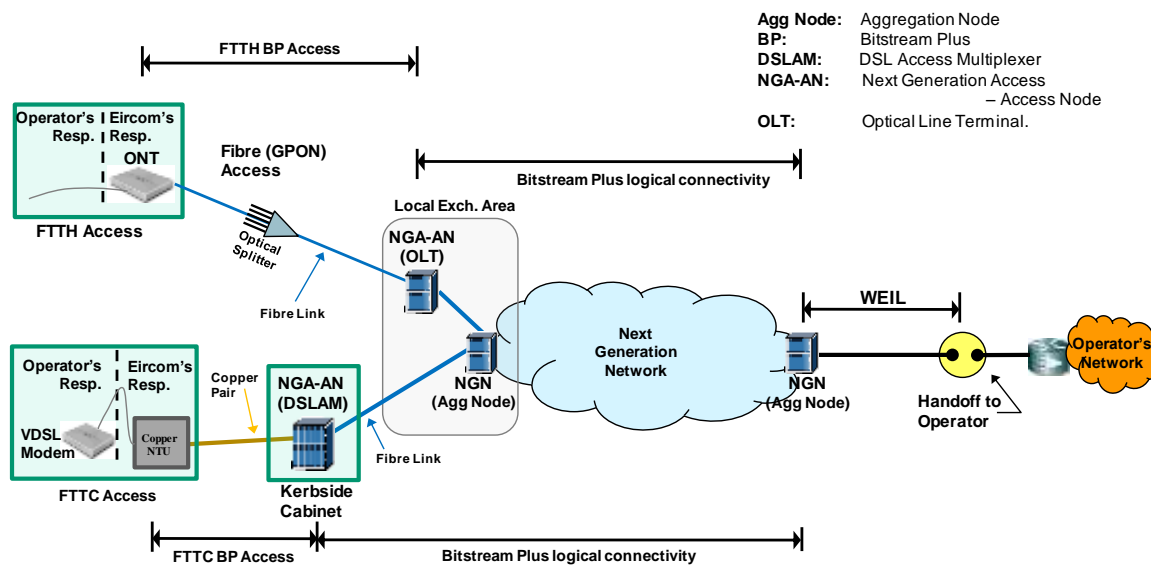 Agg Node: Aggregation Node
BP: Bitstream Plus
DSLAM: DSL Access Multiplexer
NGA-AN: Next Generation Access
– Access Node
OLT: Optical Line Terminal.
FTTH BP Access
Operator's
Resp.
Eircom's
Resp.
ONT
FTTH Access
Fibre (GPON)
Access
Optical
Splitter
Fibre Link
Bitstream Plus logical connectivity
Local Exch. Area
NGA-AN
(OLT)
NGN
(Agg Node)
Next
Generation
Network
WEIL
NGN
(Agg Node)
Handoff to
Operator
Operator's
Network
Operator's
Resp.
Eircom's
Resp.
VDSL
Modem
Copper
NTU
FTTC Access
Copper
Pair
NGA-AN
(DSLAM)
Kerbside
Cabinet
Fibre Link
FTTC BP Access
Bitstream Plus logical connectivity